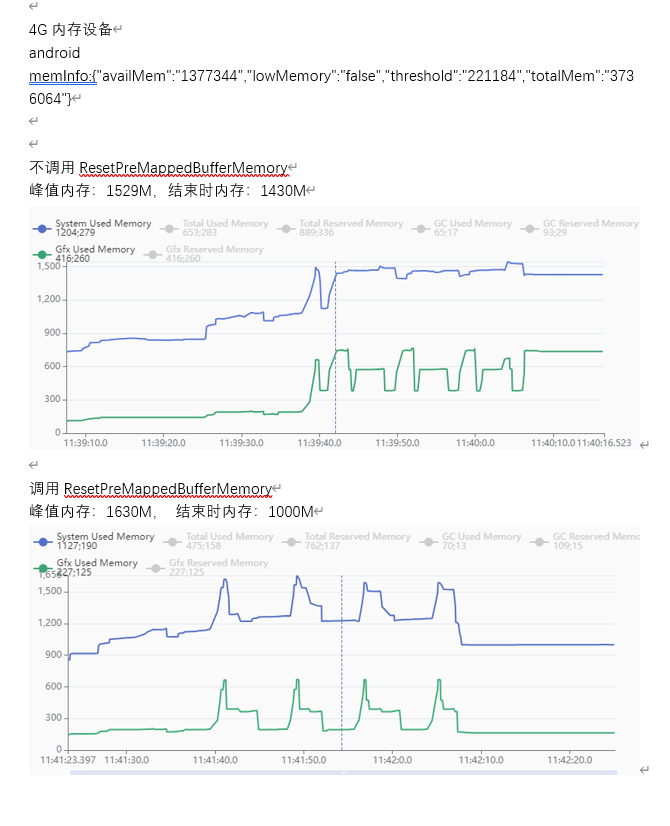 4G 内存设备
android
memInfo:{"availMem":"1377344","lowMemory":"false","threshold":"221184","totalMem":"373
6064"}
不调用 ResetPreMappedBufferMemory
峰值内存：1529M，结束时内存：1430M
System Used Memory Total Used Memory Total Reserved Memory GC Used Memory GC Reserved Memory
1204;279 653;283 889;336 65;17 93;29
Gfx Used Memory Gfx Reserved Memory
416;260 416;260
1,500
1,200
900
600
300
0
11:39:10.0 11:39:20.0 11:39:30.0 11:39:40.0 11:39:50.0 11:40:0.0 11:40:10.0 11:40:16.523
调用 ResetPreMappedBufferMemory
峰值内存：1630M， 结束时内存：1000M
System Used Memory Total Used Memory Total Reserved Memory GC Used Memory GC Reserved Memo
1127;190 475;158 762;137 70;13 109;15
Gfx Used Memory Gfx Reserved Memory
227;125 227;125
1,500
1,200
900
600
300
0
11:41:23.397 11:41:30.0 11:41:40.0 11:41:50.0 11:42:0.0 11:42:10.0 11:42:20.0